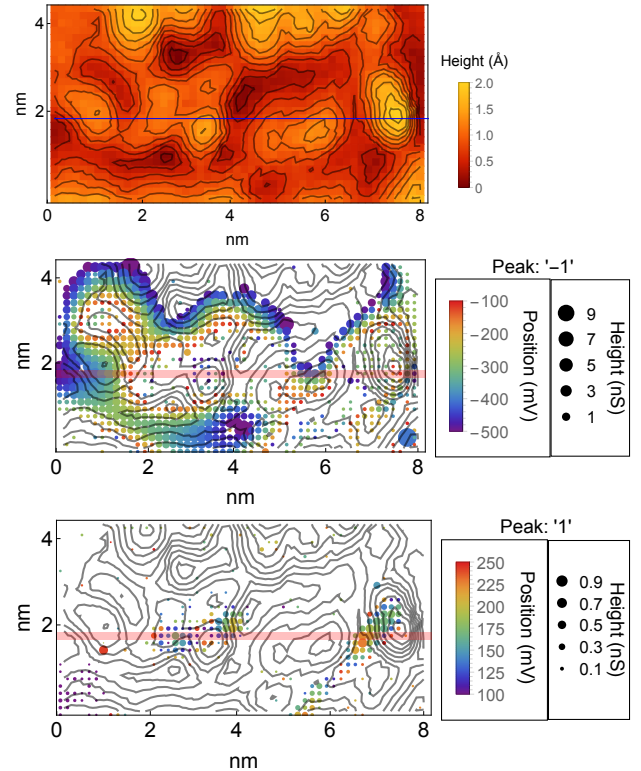 4
2
nm
0 2 4 6 8
nm
Height (Å)
2.0
1.5
1.0
0.5
0
4
2
0 2 4 6 8
nm
Peak: '−1'
−100
−200
−300
−400
−500
Position (mV)
9
7
5
3
1
Height (nS)
4
2
nm
0 2 4 6 8
nm
Peak: '1'
250
225
200
175
150
125
100
Position (mV)
0.9
0.7
0.5
0.3
0.1
Height (nS)
nm